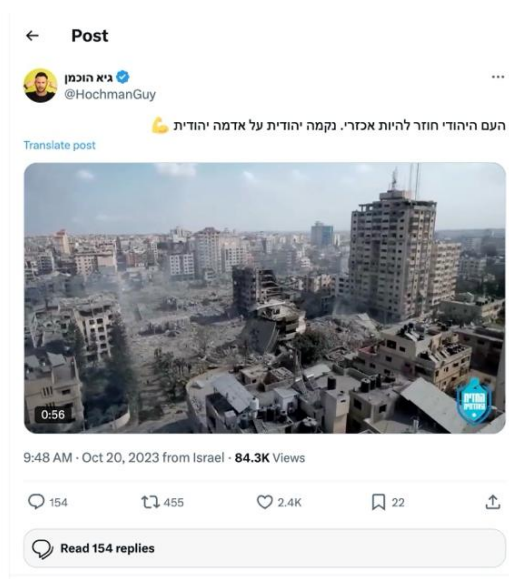 Post
גיא הוכמן
@HochmanGuy
העם היהודי חוזר להיות אכזרי. נקמה יהודית על אדמה יהודית 💪
Translate post
0:56
9:48 AM · Oct 20, 2023 from Israel · 84.3K Views
154 455 2.4K 22
Read 154 replies